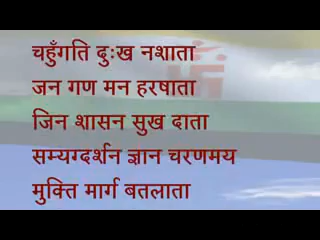 चहुँगति दुःख नशाता
जन गण मन हरषाता
जिन शासन सुख दाता
सम्यग्दर्शन ज्ञान चरणमय
मुक्ति मार्ग बतलाता